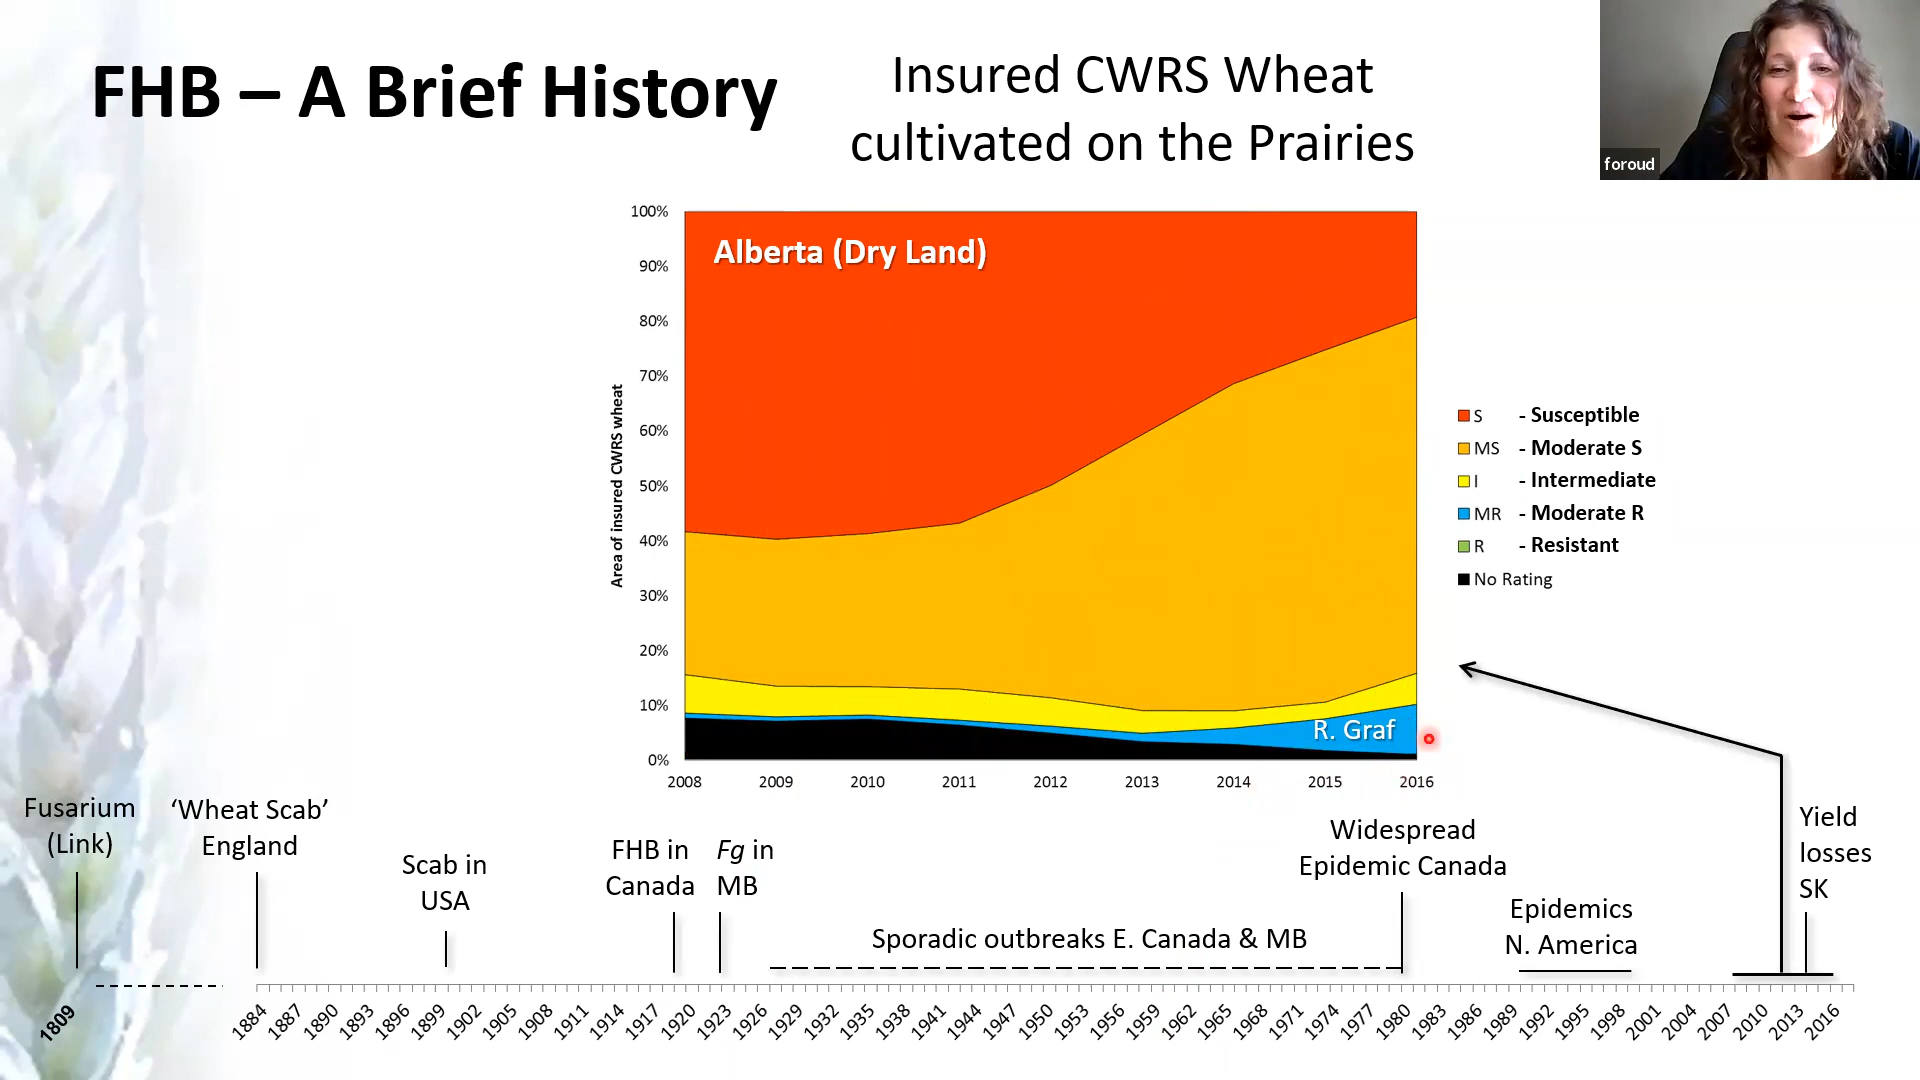 FHB – A Brief History
Insured CWRS Wheat
cultivated on the Prairies
foroud
Alberta (Dry Land)
Area of insured CWRS wheat
100%
90%
80%
70%
60%
50%
40%
30%
20%
10%
0%
R. Graf
2008 2009 2010 2011 2012 2013 2014 2015 2016
S - Susceptible
MS - Moderate S
I - Intermediate
MR - Moderate R
R - Resistant
No Rating
Fusarium
(Link)
‘Wheat Scab’
England
Scab in
USA
FHB in
Canada
Fg in
MB
Sporadic outbreaks E. Canada & MB
Widespread
Epidemic Canada
Epidemics
N. America
Yield
losses
SK
1809 1884 1887 1890 1893 1896 1899 1902 1905 1908 1911 1914 1917 1920 1923 1926 1929 1932 1935 1938 1941 1944 1947 1950 1953 1956 1959 1962 1965 1968 1971 1974 1977 1980 1983 1986 1989 1992 1995 1998 2001 2004 2007 2010 2013 2016